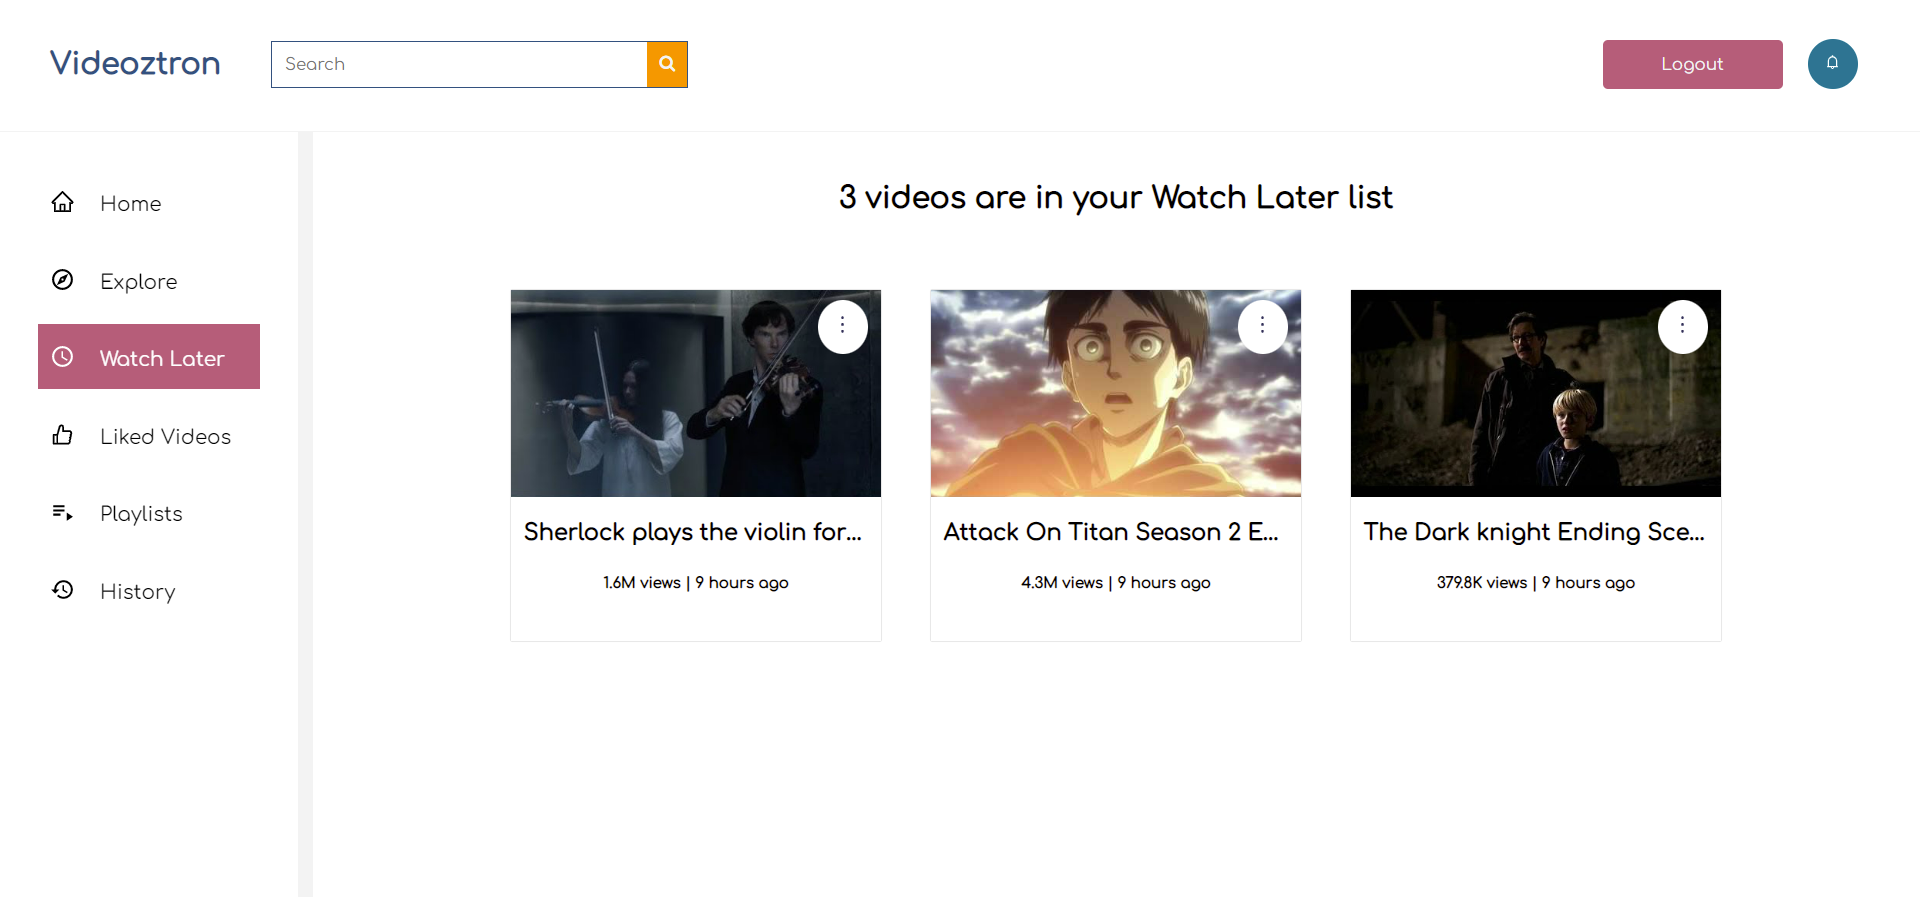 Videoztron
Search
Logout
Home
Explore
Watch Later
Liked Videos
Playlists
History
3 videos are in your Watch Later list
Sherlock plays the violin for...
1.6M views | 9 hours ago
Attack On Titan Season 2 E...
4.3M views | 9 hours ago
The Dark knight Ending Sce...
379.8K views | 9 hours ago